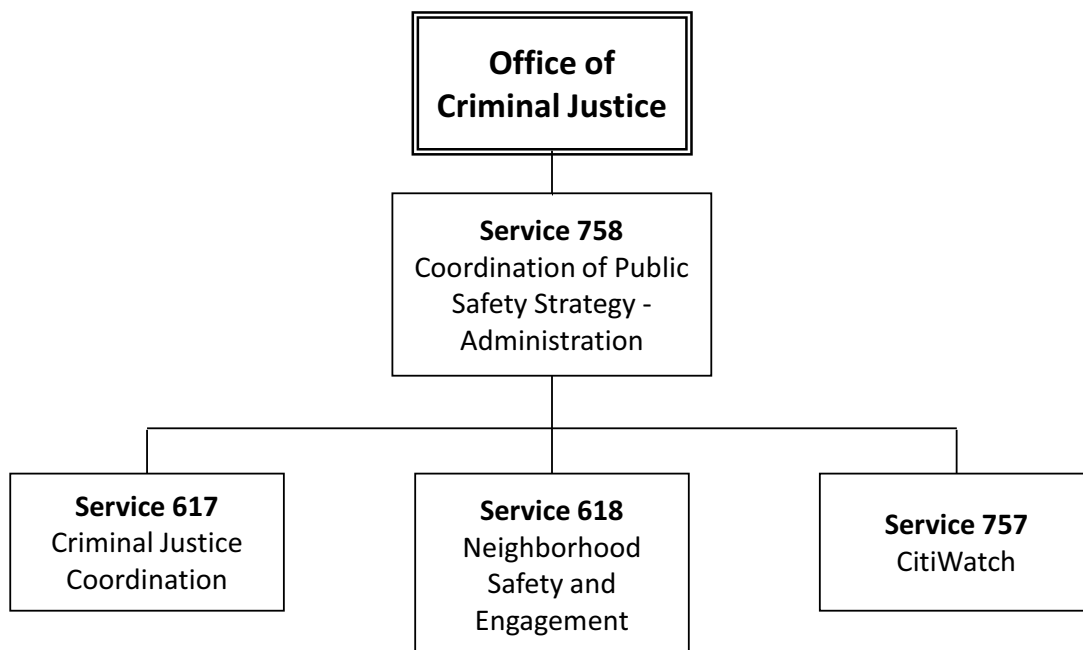 Office of
Criminal Justice
Service 758
Coordination of Public
Safety Strategy -
Administration
Service 617
Criminal Justice
Coordination
Service 618
Neighborhood
Safety and
Engagement
Service 757
CitiWatch